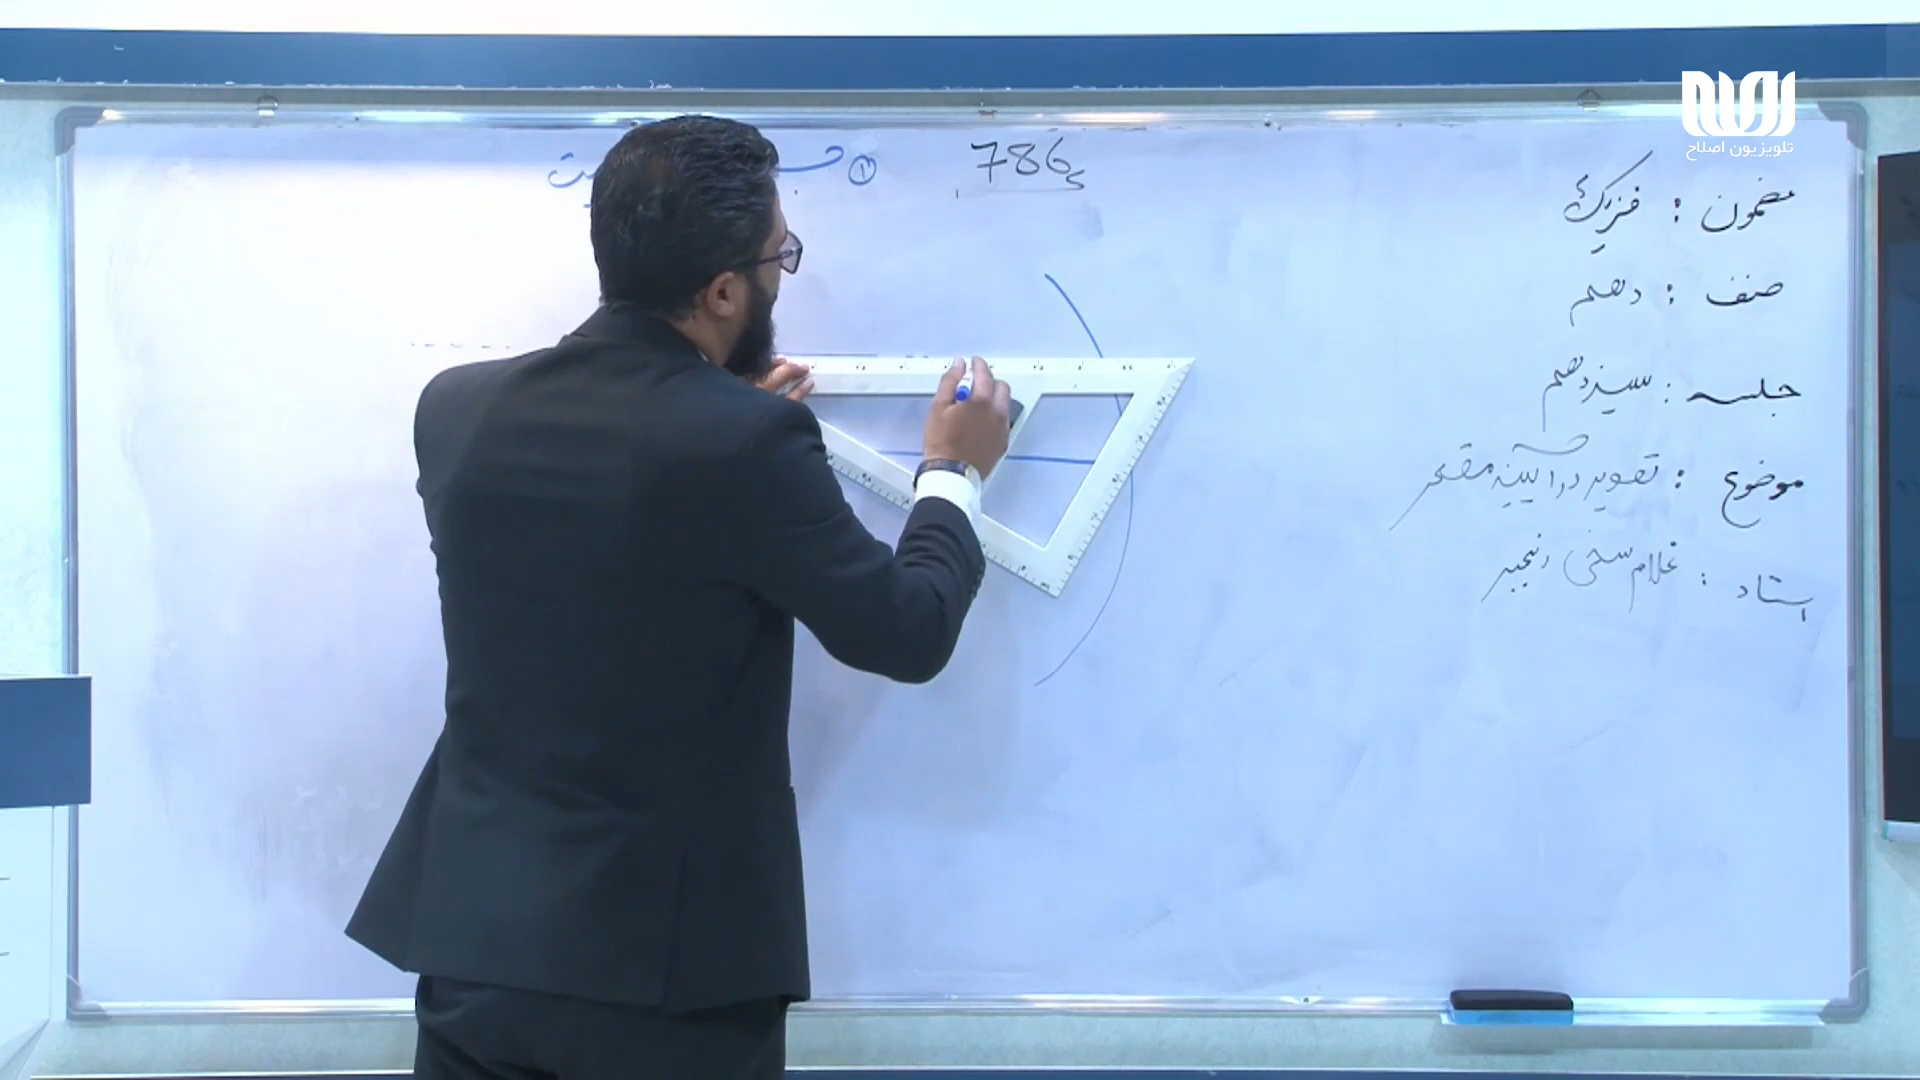 786
مضمون : فزیک
صنف : دهم
جلسه : سیزدهم
موضوع : تصویر در آیینه مقعر
استاد : غلام سخی رنجبر
تلویزیون اصلاح